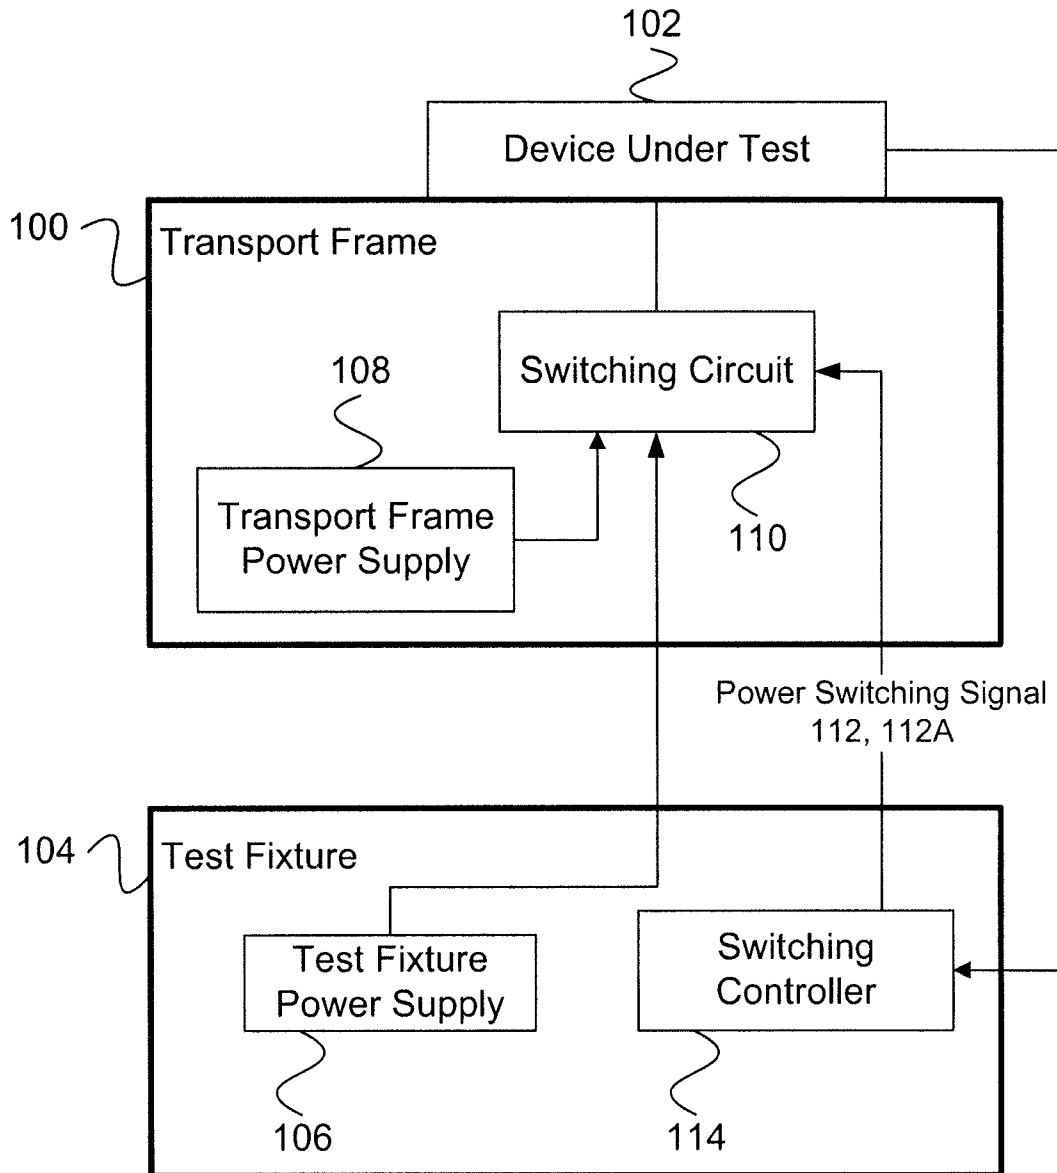 102
Device Under Test
100
Transport Frame
Switching Circuit
108
Transport Frame
Power Supply
110
Power Switching Signal
112, 112A
104
Test Fixture
Test Fixture
Power Supply
Switching
Controller
106
114